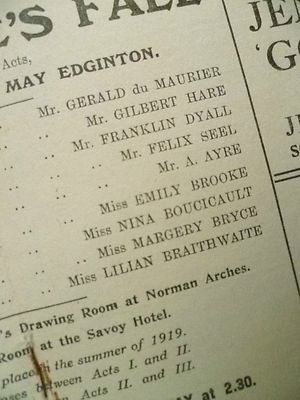 E'S FALL
Acts,
MAY EDGINTON.
Mr. GERALD du MAURIER
Mr. GILBERT HARE
Mr. FRANKLIN DYALL
Mr. FELIX SEEL
Mr. A. AYRE
Miss EMILY BROOKE
Miss NINA BOUCICAULT
Miss MARGERY BRYCE
Miss LILIAN BRAITHWAITE
's Drawing Room at Norman Arches.
Room at the Savoy Hotel.
place in the summer of 1919.
ses between Acts I. and II.
n Acts II. and III.
AY at 2.30.
JE
'G